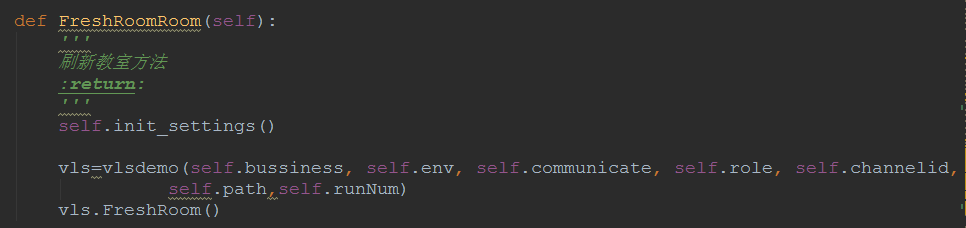 def FreshRoomRoom(self):
'''
刷新教室方法
:return:
'''
self.init_settings()
vls=vlsdemo(self.bussiness, self.env, self.communicate, self.role, self.channelid,
self.path,self.runNum)
vls.FreshRoom()